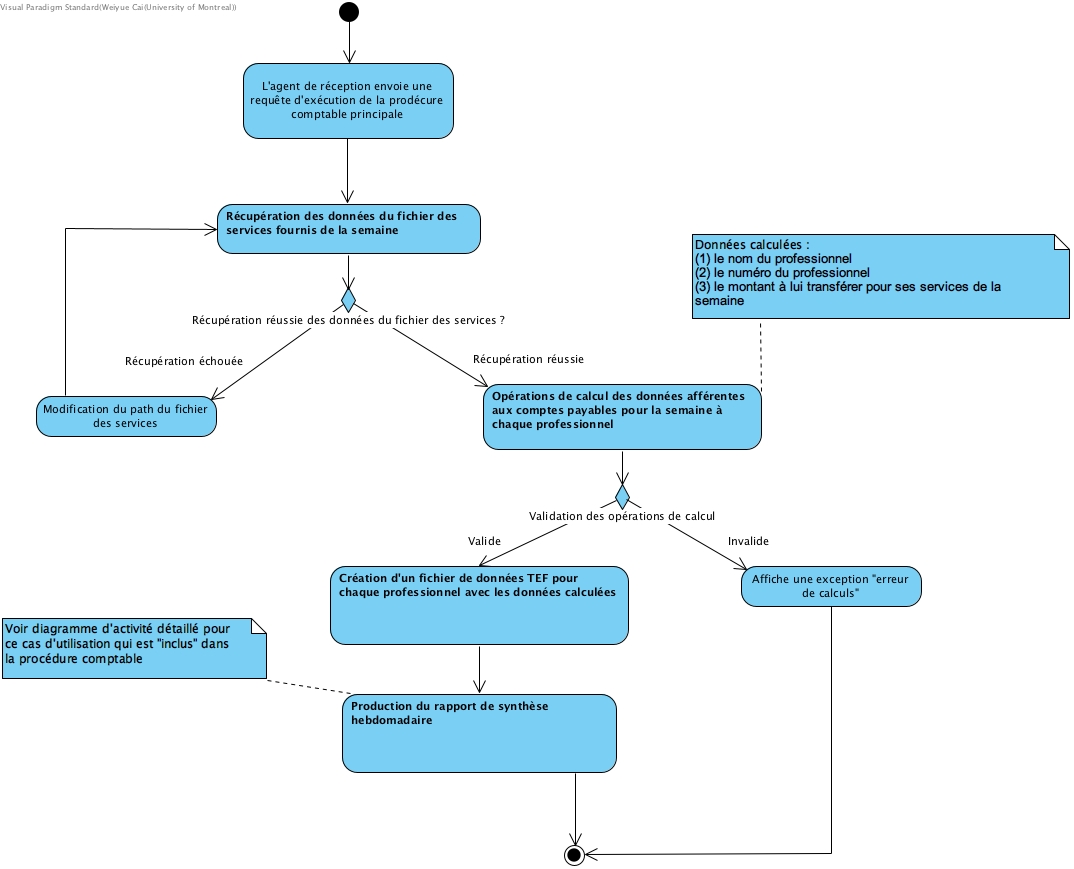 Visual Paradigm Standard(Weiyue Cai(University of Montreal))
L'agent de réception envoie une
requête d'exécution de la prodécure
comptable principale
Récupération des données du fichier des
services fournis de la semaine
Données calculées :
(1) le nom du professionnel
(2) le numéro du professionnel
(3) le montant à lui transférer pour ses services de la
semaine
Récupération réussie des données du fichier des services ?
Récupération échouée
Récupération réussie
Modification du path du fichier
des services
Opérations de calcul des données afférentes
aux comptes payables pour la semaine à
chaque professionnel
Validation des opérations de calcul
Valide
Invalide
Création d'un fichier de données TEF pour
chaque professionnel avec les données calculées
Affiche une exception "erreur
de calculs"
Voir diagramme d'activité détaillé pour
ce cas d'utilisation qui est "inclus" dans
la procédure comptable
Production du rapport de synthèse
hebdomadaire